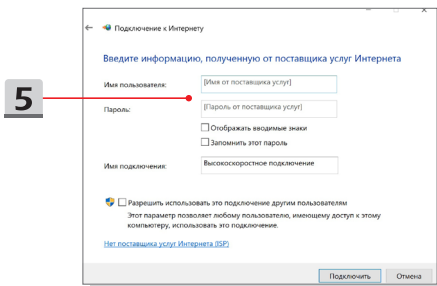 Подключение к Интернету
Введите информацию, полученную от поставщика услуг Интернета
5
Имя пользователя:
[Имя от поставщика услуг]
Пароль:
[Пароль от поставщика услуг]
Отображать вводимые знаки
Запомнить этот пароль
Имя подключения:
Высокоскоростное подключение
Разрешить использовать это подключение другим пользователям
Этот параметр позволяет любому пользователю, имеющему доступ к этому
компьютеру, использовать это подключение.
Нет поставщика услуг Интернета (ISP)
Подключить
Отмена